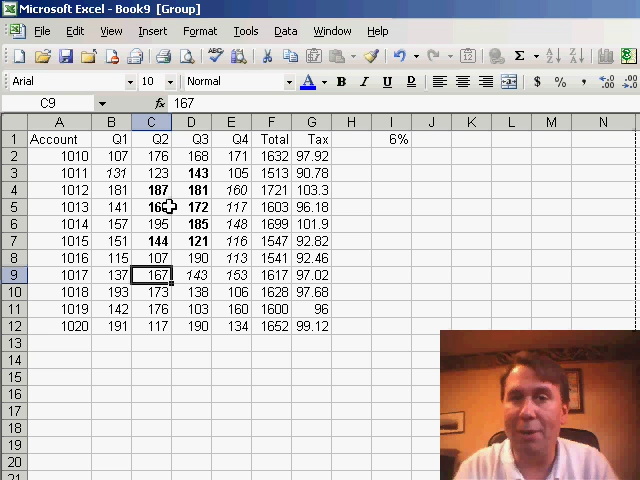 Microsoft Excel - Book9 [Group]
File Edit View Insert Format Tools Data Window Help
Arial 10 Normal A B I U D $ % , .00 .00
C9 fx 167
A B C D E F G H I J K L M N
1 Account Q1 Q2 Q3 Q4 Total Tax 6%
2 1010 107 176 168 171 1632 97.92
3 1011 131 123 143 105 1513 90.78
4 1012 181 187 181 160 1721 103.3
5 1013 141 172 117 1603 96.18
6 1014 157 195 185 148 1699 101.9
7 1015 151 144 121 116 1547 92.82
8 1016 115 107 190 113 1541 92.46
9 1017 137 167 143 153 1617 97.02
10 1018 193 173 138 106 1628 97.68
11 1019 142 176 103 160 1600 96
12 1020 191 117 190 134 1652 99.12
13
14
15
16
17
18
19
20
21